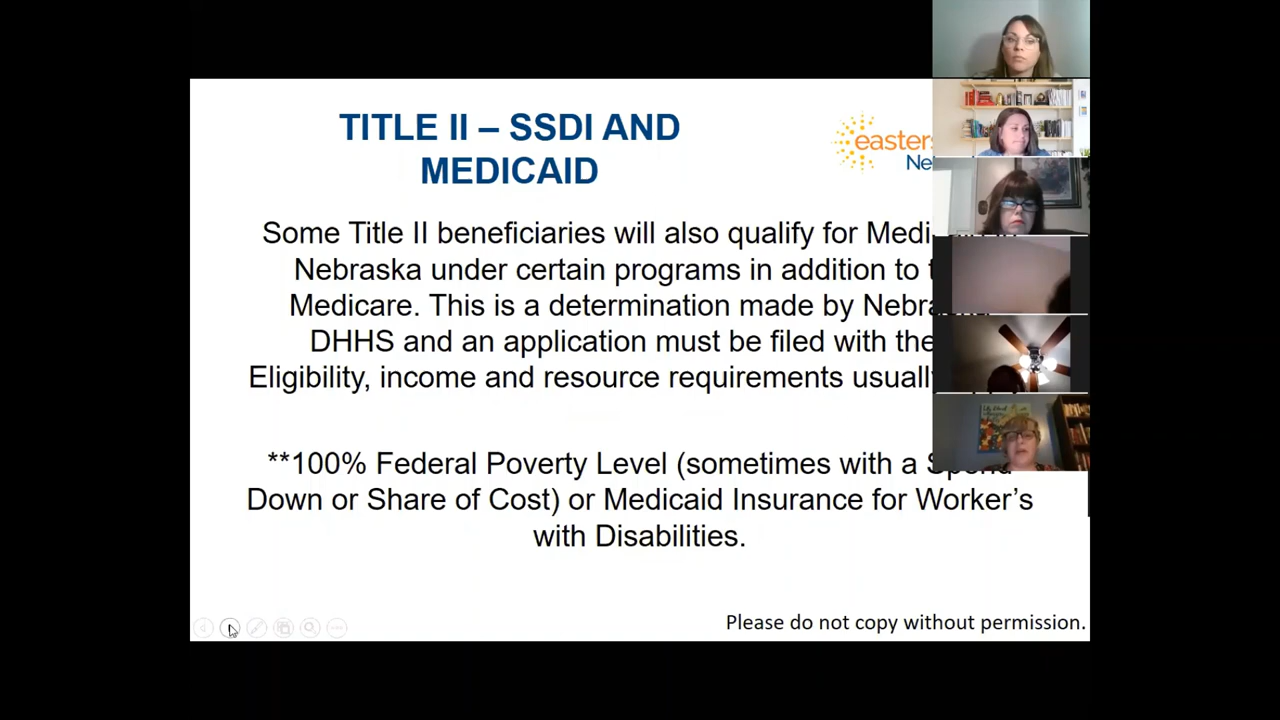 TITLE II – SSDI AND
MEDICAID
easters
Ne
Some Title II beneficiaries will also qualify for Medi
Nebraska under certain programs in addition to
Medicare. This is a determination made by Nebra
DHHS and an application must be filed with the
Eligibility, income and resource requirements usually
**100% Federal Poverty Level (sometimes with a Spend
Down or Share of Cost) or Medicaid Insurance for Worker’s
with Disabilities.
Please do not copy without permission.